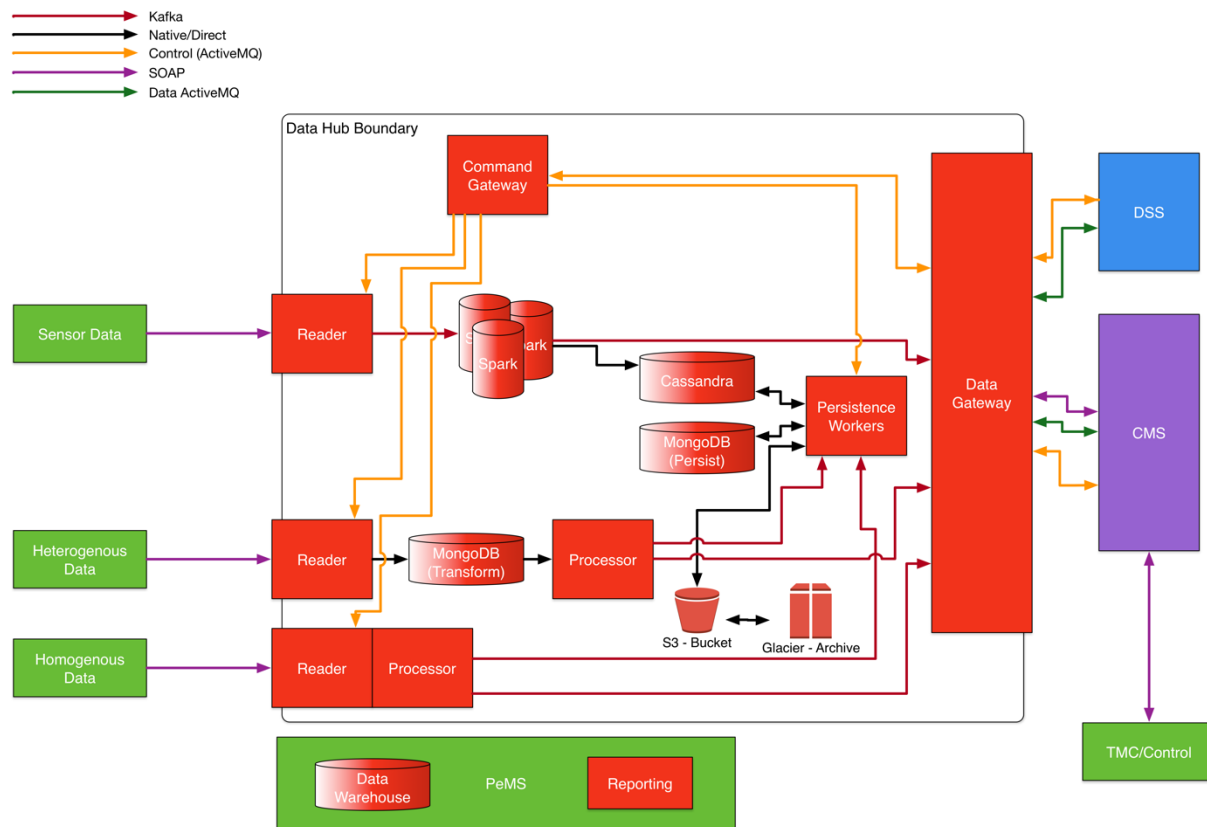 Kafka
Native/Direct
Control (ActiveMQ)
SOAP
Data ActiveMQ
Data Hub Boundary
Command
Gateway
DSS
Sensor Data
Reader
Spark
Cassandra
MongoDB
(Persist)
Persistence
Workers
Data
Gateway
CMS
Heterogenous
Data
Reader
MongoDB
(Transform)
Processor
S3 - Bucket
Glacier - Archive
Homogenous
Data
Reader
Processor
TMC/Control
Data
Warehouse
PeMS
Reporting